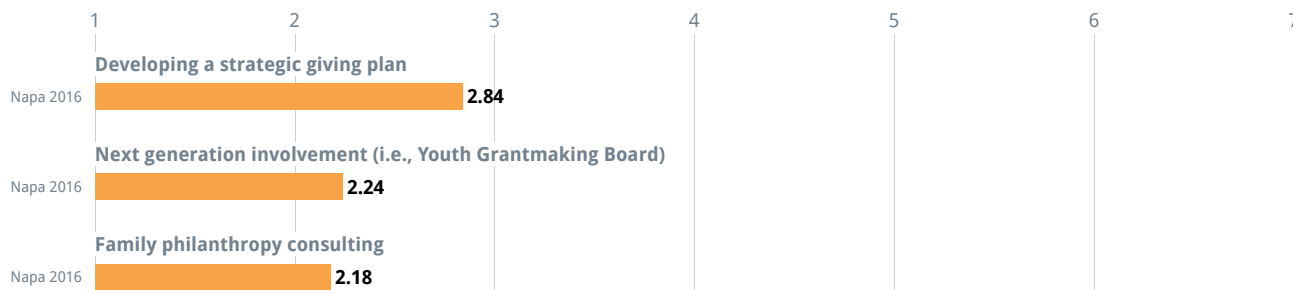 1 2 3 4 5 6 7
Developing a strategic giving plan
Napa 2016 2.84
Next generation involvement (i.e., Youth Grantmaking Board)
Napa 2016 2.24
Family philanthropy consulting
Napa 2016 2.18